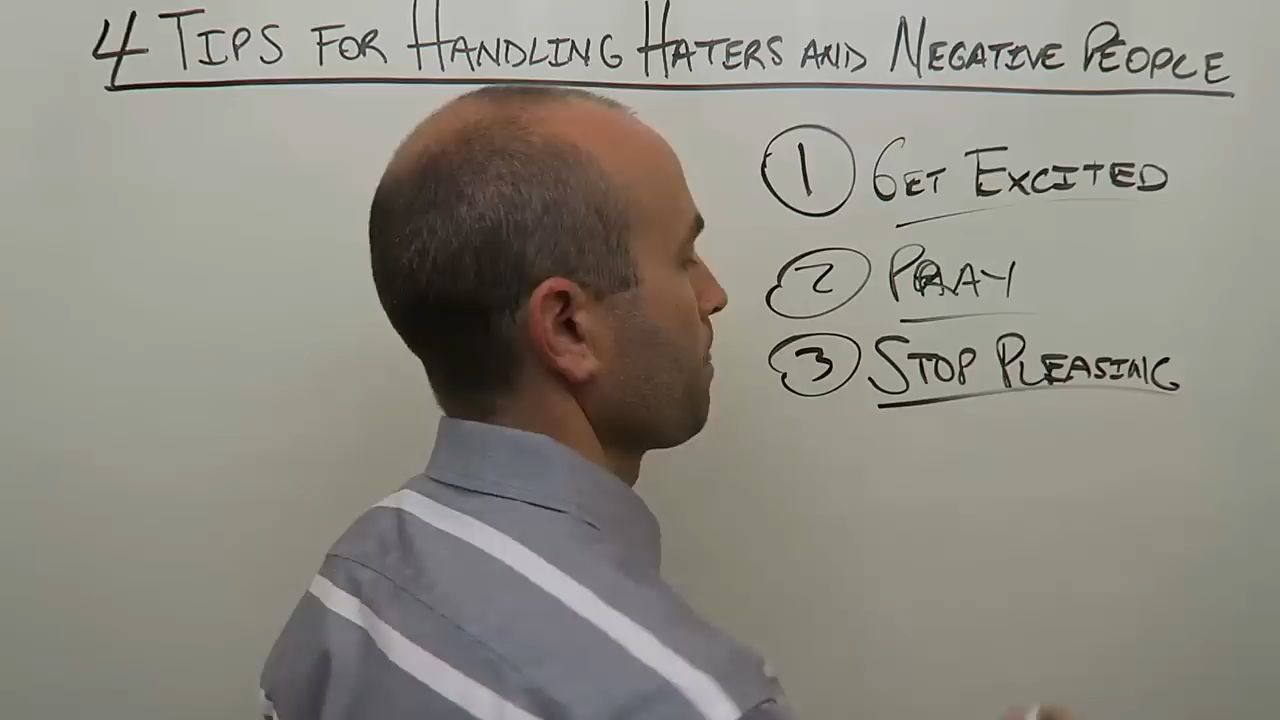 4 TIPS FOR HANDLING HATERS AND NEGATIVE PEOPLE
1 GET EXCITED
2 PRAY
3 STOP PLEASING